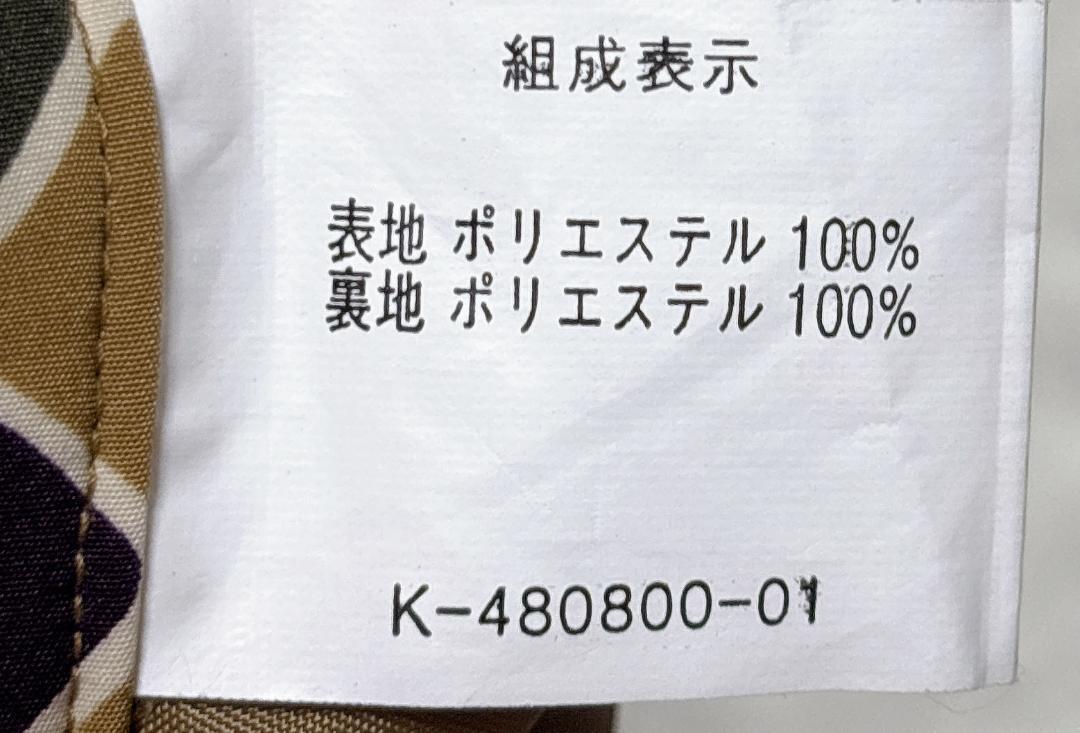 組成表示
表地 ポリエステル 100%
裏地 ポリエステル 100%
K-480800-01